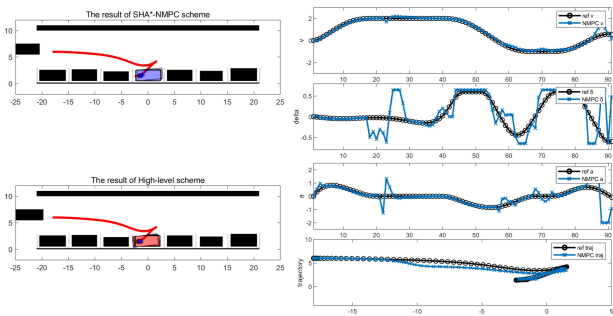 The result of SHA*-NMPC scheme
10
5
0
-25 -20 -15 -10 -5 0 5 10 15 20 25
The result of High-level scheme
10
5
0
-25 -20 -15 -10 -5 0 5 10 15 20 25
ref v
NMPC v
v
2
0
-2
10 20 30 40 50 60 70 80 90
ref δ
NMPC δ
delta
0.5
0
-0.5
10 20 30 40 50 60 70 80 90
ref a
NMPC a
a
2
1
0
-1
-2
10 20 30 40 50 60 70 80 90
ref traj
NMPC traj
trajectory
10
5
0
-15 -10 -5 0 5